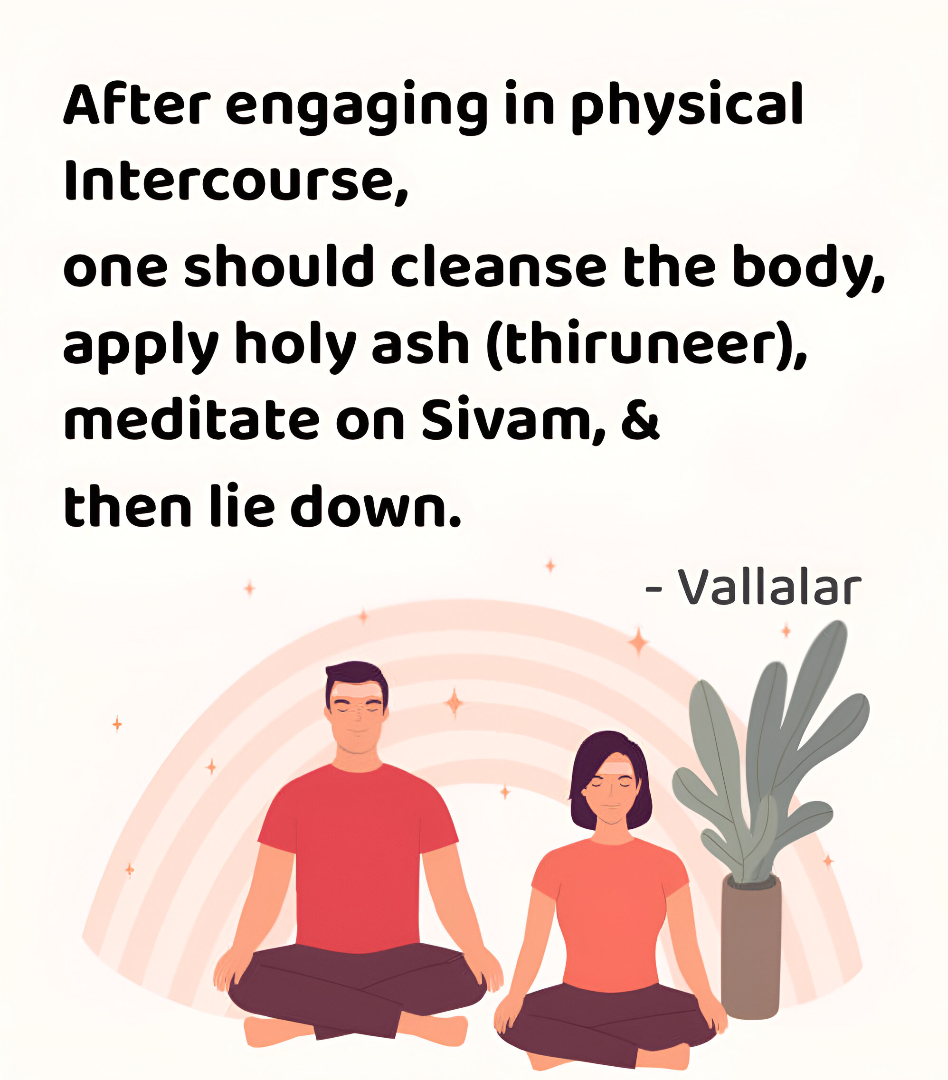 After engaging in physical
Intercourse,
one should cleanse the body,
apply holy ash (thiruneer),
meditate on Sivam, &
then lie down.
- Vallalar